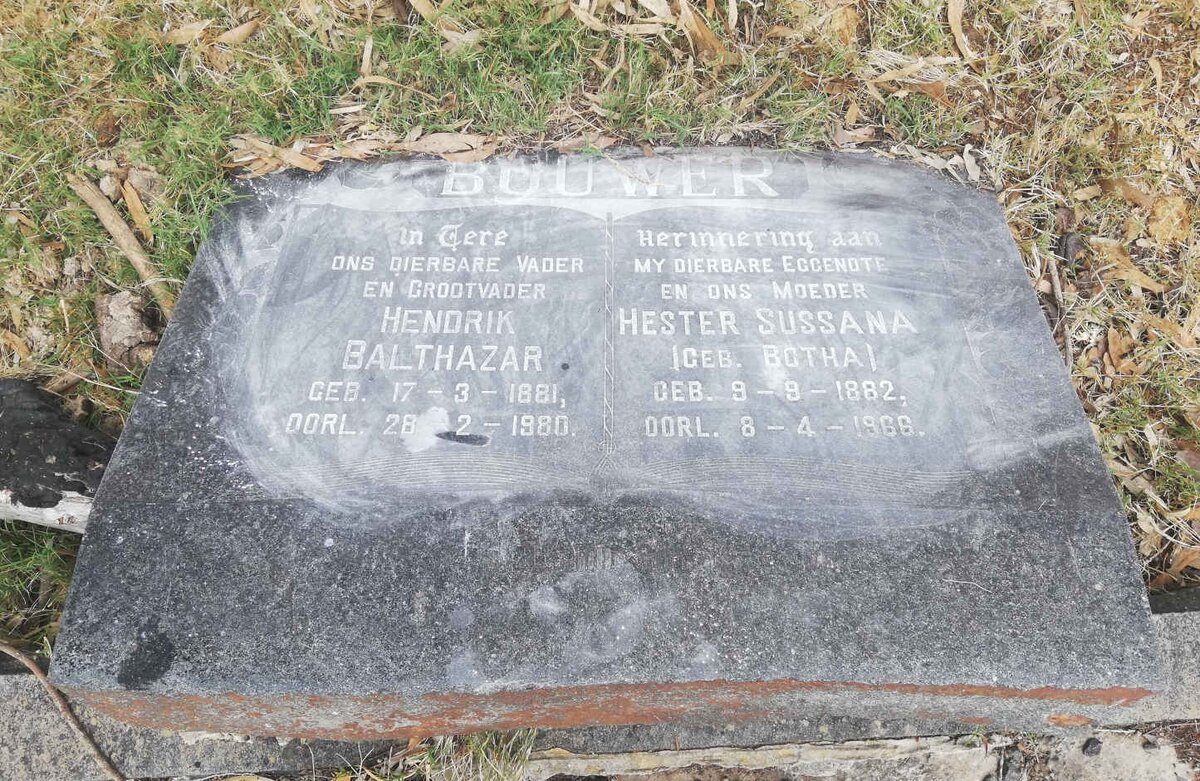 BOUWER
In Tere
ONS DIERBARE VADER
EN GROOTVADER
HENDRIK
BALTHAZAR
GEB. 17 - 3 - 1881,
OORL. 28 - 2 - 1980.
Herinnering aan
MY DIERBARE EGGENOTE
EN ONS MOEDER
HESTER SUSSANA
(GEB. BOTHA)
GEB. 9 - 9 - 1882,
OORL. 8 - 4 -